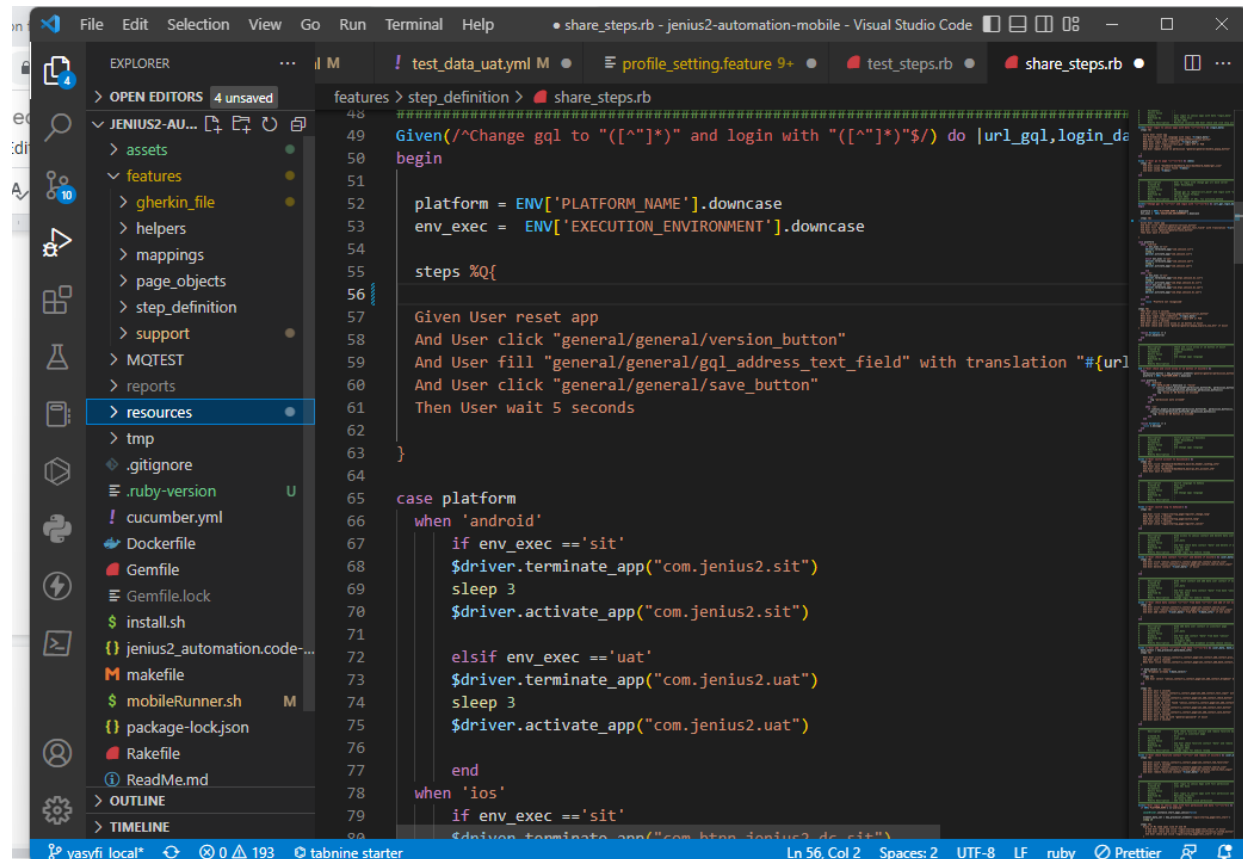 File Edit Selection View Go Run Terminal Help ● share_steps.rb - jenius2-automation-mobile - Visual Studio Code
EXPLORER ...
M ! test_data_uat.yml M ● profile_setting.feature 9+ ● test_steps.rb ● share_steps.rb ● ...
OPEN EDITORS 4 unsaved
features > step_definition > share_steps.rb
JENIUS2-AU...
assets
features
gherkin_file
helpers
mappings
page_objects
step_definition
support
MQTEST
reports
resources
tmp
.gitignore
.ruby-version U
cucumber.yml
Dockerfile
Gemfile
Gemfile.lock
install.sh
jenius2_automation.code-...
makefile
mobileRunner.sh M
package-lock.json
Rakefile
ReadMe.md
OUTLINE
TIMELINE
4
10
48
49 Given(/^Change gql to "([^"]*)" and login with "([^"]*)"$/) do |url_gql,login_da
50 begin
51
52 platform = ENV['PLATFORM_NAME'].downcase
53 env_exec =  ENV['EXECUTION_ENVIRONMENT'].downcase
54
55 steps %Q{
56
57 Given User reset app
58 And User click "general/general/version_button"
59 And User fill "general/general/gql_address_text_field" with translation "#{url
60 And User click "general/general/save_button"
61 Then User wait 5 seconds
62
63 }
64
65 case platform
66 when 'android'
67 if env_exec =='sit'
68 $driver.terminate_app("com.jenius2.sit")
69 sleep 3
70 $driver.activate_app("com.jenius2.sit")
71
72 elsif env_exec =='uat'
73 $driver.terminate_app("com.jenius2.uat")
74 sleep 3
75 $driver.activate_app("com.jenius2.uat")
76
77 end
78 when 'ios'
79 if env_exec =='sit'
80 $driver.terminate_app("com.btpn.jenius2.dc.sit")
yasyfi_local* 0 193 tabnine starter Ln 56, Col 2 Spaces: 2 UTF-8 LF ruby Prettier